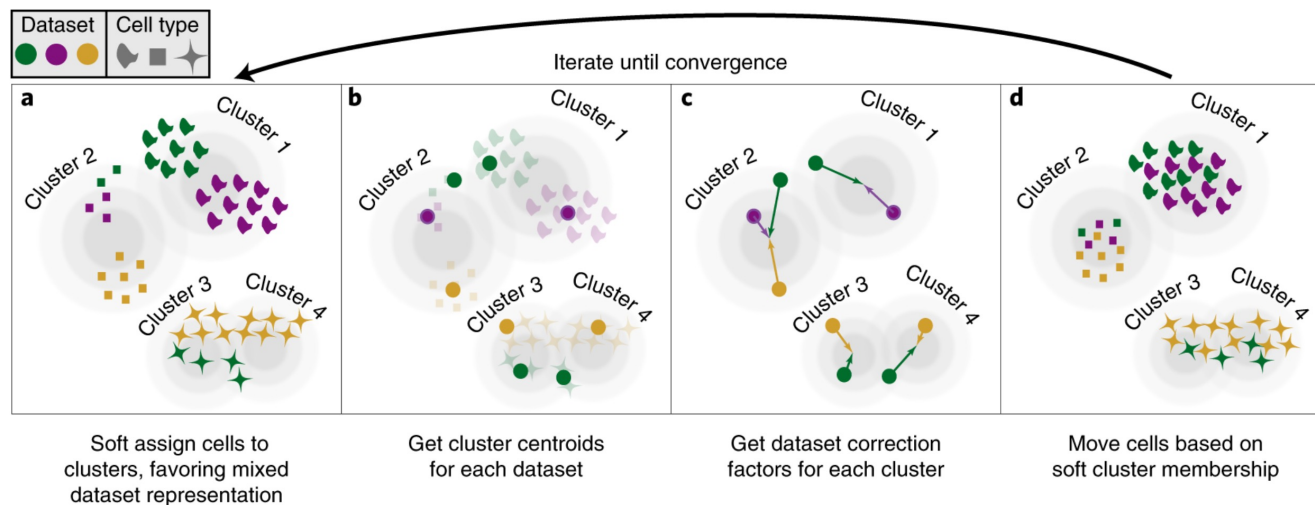 Dataset
Cell type
Iterate until convergence
a
Cluster 1
Cluster 2
Cluster 3
Cluster 4
b
Cluster 1
Cluster 2
Cluster 3
Cluster 4
c
Cluster 1
Cluster 2
Cluster 3
Cluster 4
d
Cluster 1
Cluster 2
Cluster 3
Cluster 4
Soft assign cells to
clusters, favoring mixed
dataset representation
Get cluster centroids
for each dataset
Get dataset correction
factors for each cluster
Move cells based on
soft cluster membership